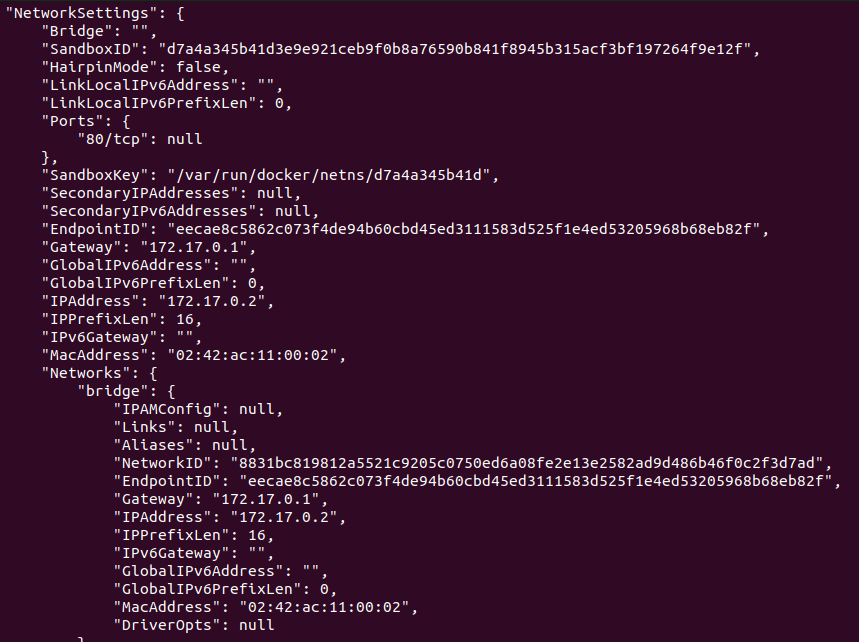 "NetworkSettings": {
"Bridge": "",
"SandboxID": "d7a4a345b41d3e9e921ceb9f0b8a76590b841f8945b315acf3bf197264f9e12f",
"HairpinMode": false,
"LinkLocalIPv6Address": "",
"LinkLocalIPv6PrefixLen": 0,
"Ports": {
"80/tcp": null
},
"SandboxKey": "/var/run/docker/netns/d7a4a345b41d",
"SecondaryIPAddresses": null,
"SecondaryIPv6Addresses": null,
"EndpointID": "eecae8c5862c073f4de94b60cbd45ed3111583d525f1e4ed53205968b68eb82f",
"Gateway": "172.17.0.1",
"GlobalIPv6Address": "",
"GlobalIPv6PrefixLen": 0,
"IPAddress": "172.17.0.2",
"IPPrefixLen": 16,
"IPv6Gateway": "",
"MacAddress": "02:42:ac:11:00:02",
"Networks": {
"bridge": {
"IPAMConfig": null,
"Links": null,
"Aliases": null,
"NetworkID": "8831bc819812a5521c9205c0750ed6a08fe2e13e2582ad9d486b46f0c2f3d7ad",
"EndpointID": "eecae8c5862c073f4de94b60cbd45ed3111583d525f1e4ed53205968b68eb82f",
"Gateway": "172.17.0.1",
"IPAddress": "172.17.0.2",
"IPPrefixLen": 16,
"IPv6Gateway": "",
"GlobalIPv6Address": "",
"GlobalIPv6PrefixLen": 0,
"MacAddress": "02:42:ac:11:00:02",
"DriverOpts": null
}